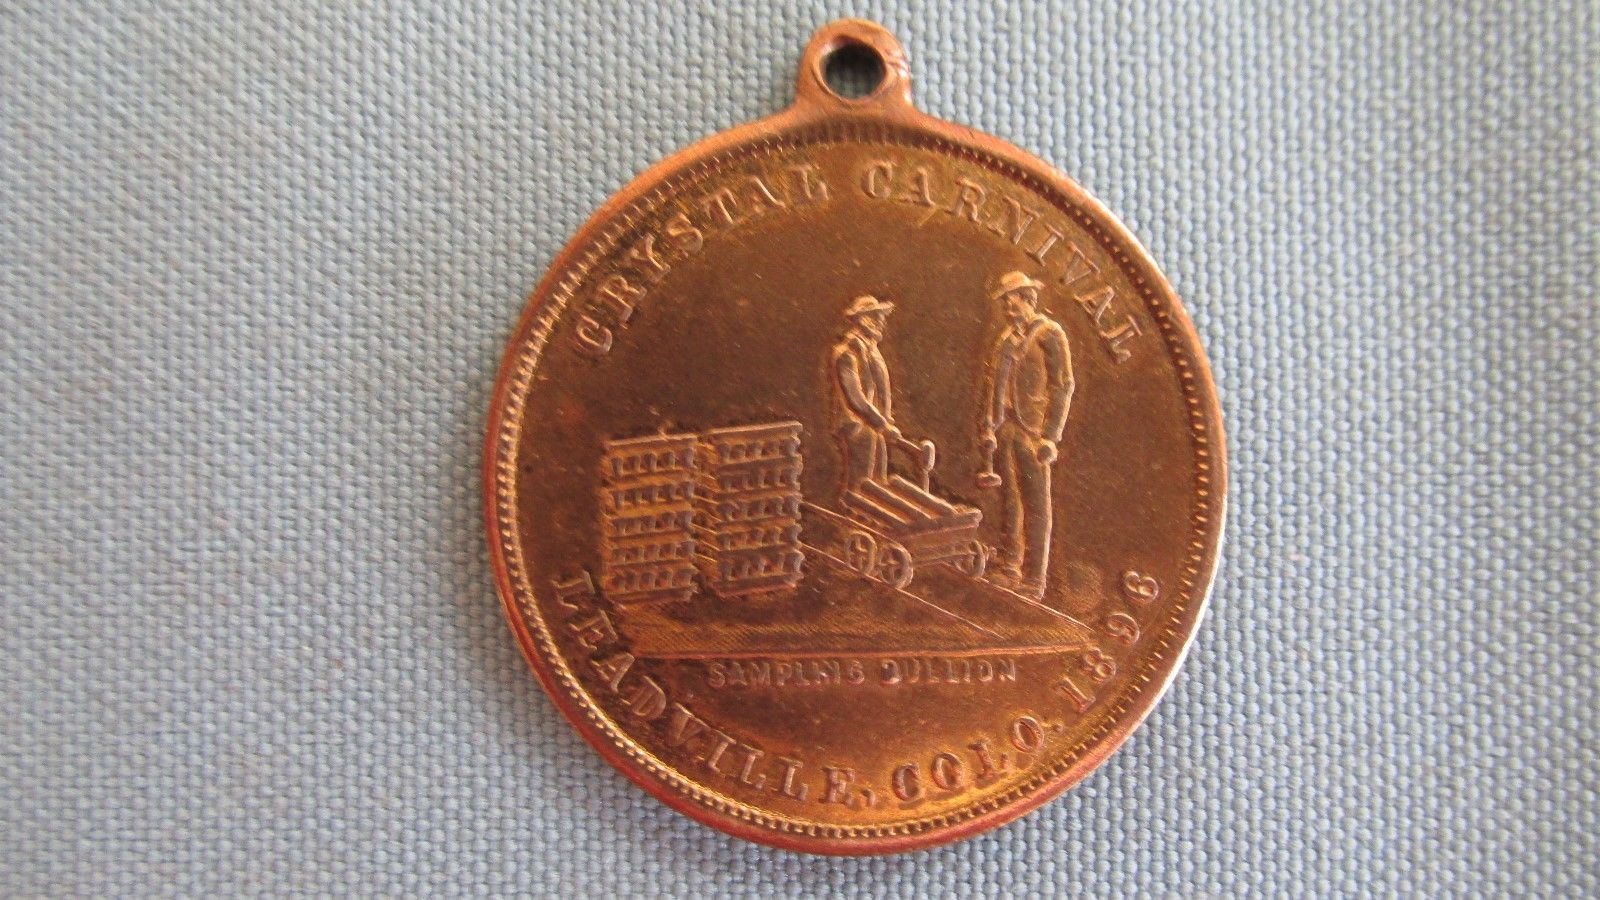 CRYSTAL CARNIVAL
SAMPLING BULLION
LEADVILLE, COLO. 1896